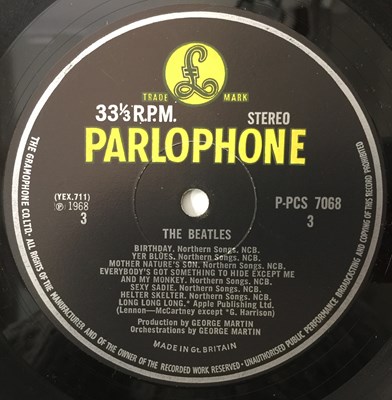 £
TRADE MARK
33⅓ R.P.M. STEREO
PARLOPHONE
(YEX.711)
Ⓟ 1968
3
P-PCS 7068
3
THE BEATLES
BIRTHDAY. Northern Songs. NCB.
YER BLUES. Northern Songs. NCB.
MOTHER NATURE'S SON. Northern Songs. NCB.
EVERYBODY'S GOT SOMETHING TO HIDE EXCEPT ME
AND MY MONKEY. Northern Songs. NCB.
SEXY SADIE. Northern Songs. NCB.
HELTER SKELTER. Northern Songs. NCB.
LONG LONG LONG.* Apple Publishing Ltd.
(Lennon—McCartney except *G. Harrison)
Production by GEORGE MARTIN
Orchestrations by GEORGE MARTIN
MADE IN Gt. BRITAIN
THE GRAMOPHONE CO. LTD. - ALL RIGHTS OF THE MANUFACTURER AND OF THE OWNER OF THE RECORDED WORK RESERVED - UNAUTHORISED PUBLIC PERFORMANCE BROADCASTING AND COPYING OF THIS RECORD PROHIBITED